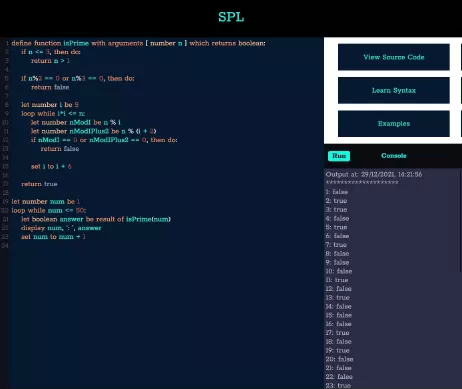 SPL
1 define function isPrime with arguments [ number n ] which returns boolean:
2 if n <= 3, then do:
3 return n > 1
4
5 if n%2 == 0 or n%3 == 0, then do:
6 return false
7
8 let number i be 5
9 loop while i*i <= n:
10 let number nModI be n % i
11 let number nModIPlus2 be n % (i + 2)
12 if nModI == 0 or nModIPlus2 == 0, then do:
13 return false
14
15 set i to i + 6
16
17 return true
18
19 let number num be 1
20 loop while num <= 50:
21 let boolean answer be result of isPrime(num)
22 display num, ': ', answer
23 set num to num + 1
24
View Source Code
Learn Syntax
Examples
Run Console
Output at: 29/12/2021, 14:21:56
********************
1: false
2: true
3: true
4: false
5: true
6: false
7: true
8: false
9: false
10: false
11: true
12: false
13: true
14: false
15: false
16: false
17: true
18: false
19: true
20: false
21: false
22: false
23: true